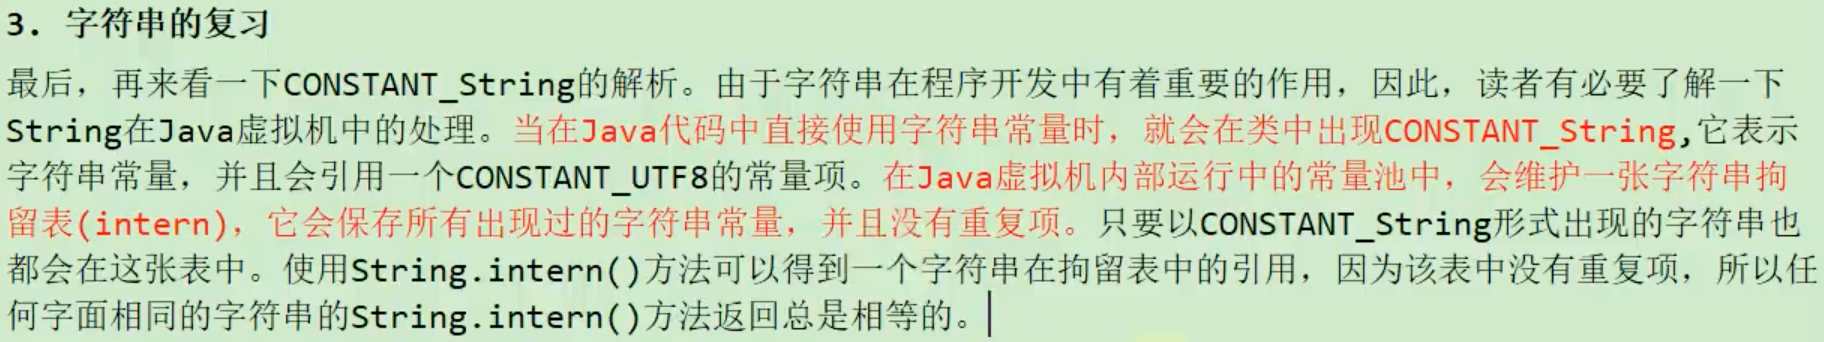 3. 字符串的复习
最后，再来看一下CONSTANT_String的解析。由于字符串在程序开发中有着重要的作用，因此，读者有必要了解一下
String在Java虚拟机中的处理。当在Java代码中直接使用字符串常量时，就会在类中出现CONSTANT_String,它表示
字符串常量，并且会引用一个CONSTANT_UTF8的常量项。在Java虚拟机内部运行中的常量池中，会维护一张字符串拘
留表(intern)，它会保存所有出现过的字符串常量，并且没有重复项。只要以CONSTANT_String形式出现的字符串也
都会在这张表中。使用String.intern()方法可以得到一个字符串在拘留表中的引用，因为该表中没有重复项，所以任
何字面相同的字符串的String.intern()方法返回总是相等的。